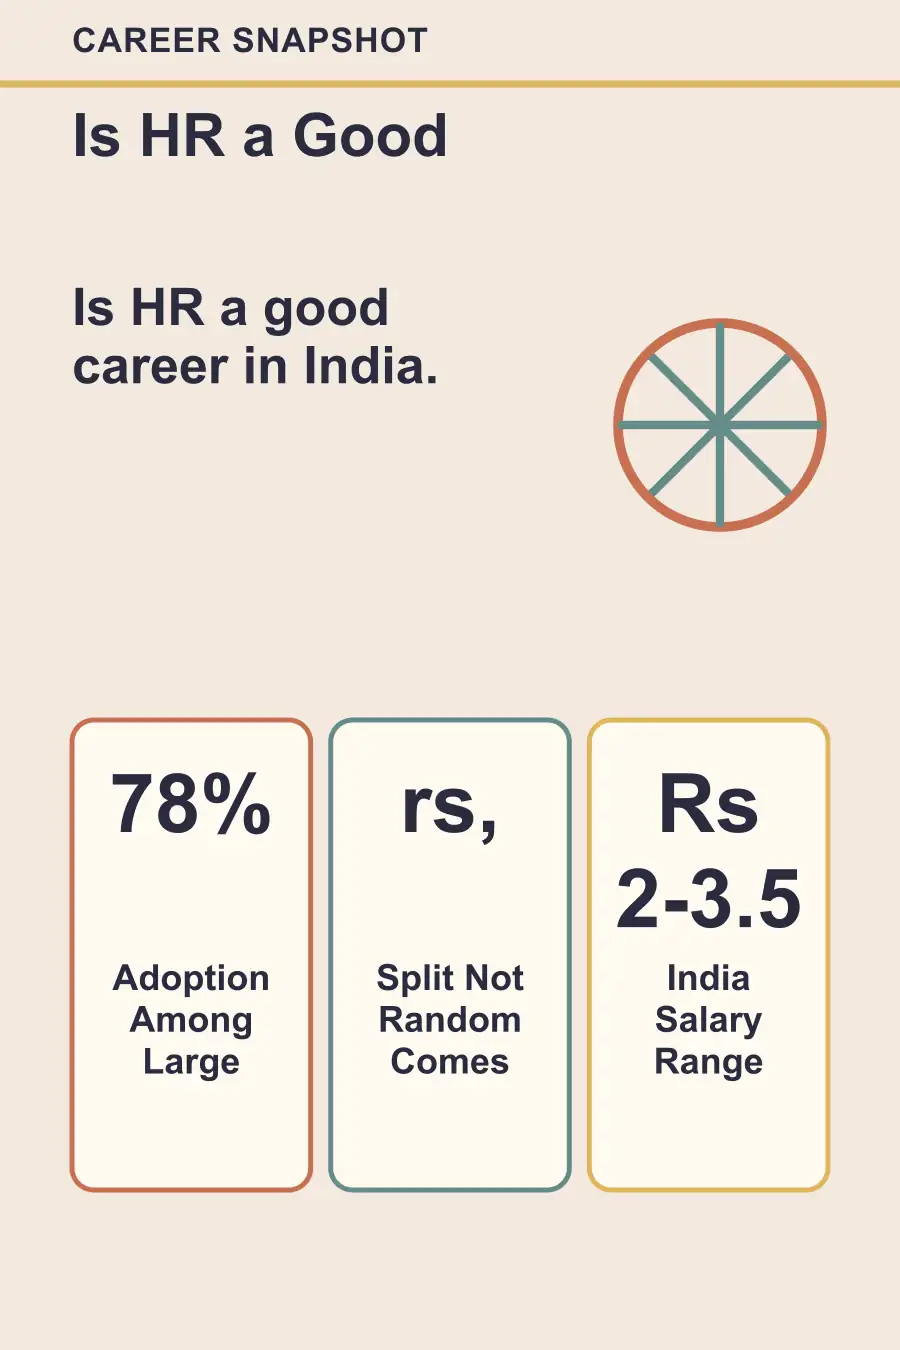 CAREER SNAPSHOT
Is HR a Good
Is HR a good
career in India.
78%
Adoption
Among
Large
rs,
Split Not
Random
Comes
Rs
2-3.5
India
Salary
Range